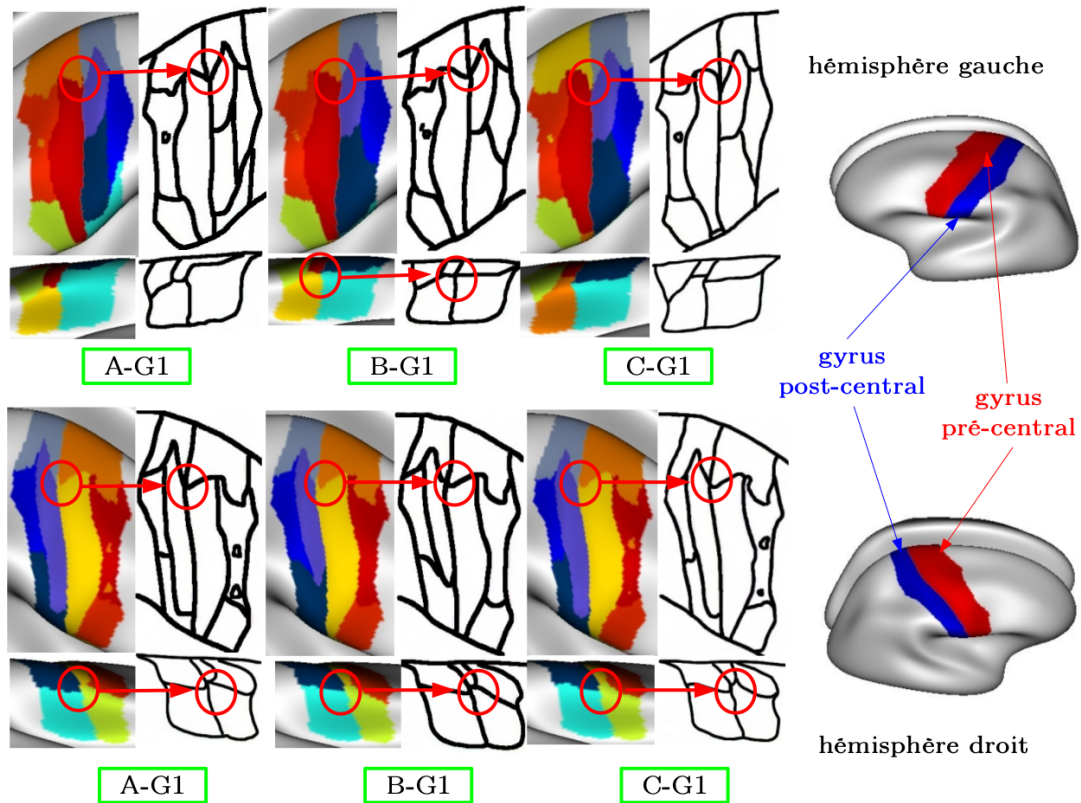 hémisphère gauche
A-G1
B-G1
C-G1
gyrus
post-central
gyrus
pré-central
A-G1
B-G1
C-G1
hémisphère droit